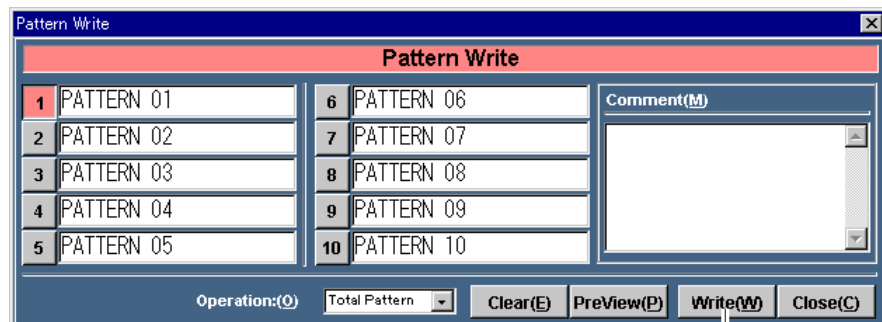 Pattern Write
Pattern Write
1 PATTERN 01
2 PATTERN 02
3 PATTERN 03
4 PATTERN 04
5 PATTERN 05
6 PATTERN 06
7 PATTERN 07
8 PATTERN 08
9 PATTERN 09
10 PATTERN 10
Comment(M)
Operation:(O) Total Pattern Clear(E) PreView(P) Write(W) Close(C)